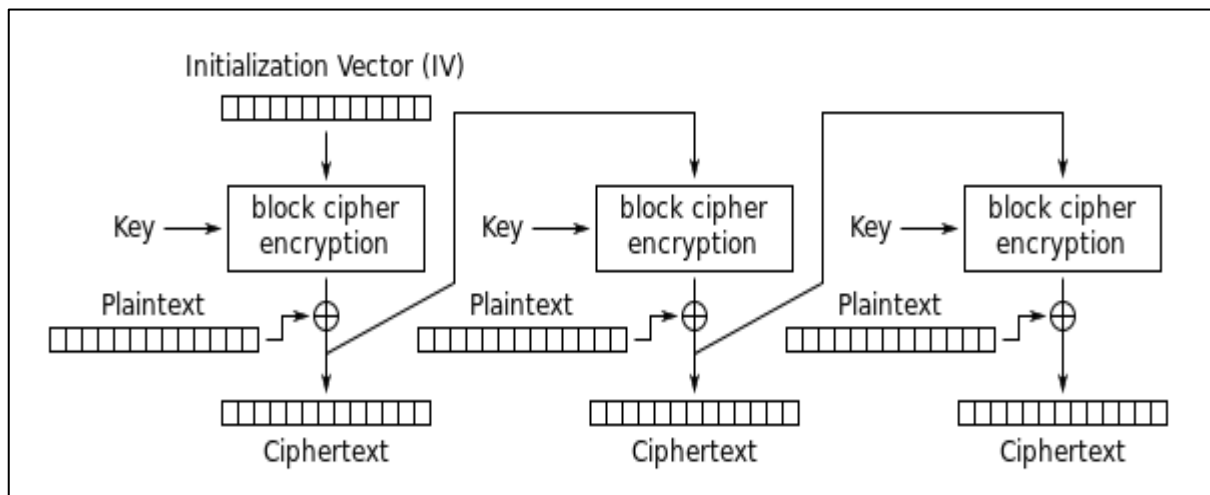 Initialization Vector (IV)
Key
block cipher
encryption
Key
block cipher
encryption
Key
block cipher
encryption
Plaintext
Plaintext
Plaintext
Ciphertext
Ciphertext
Ciphertext